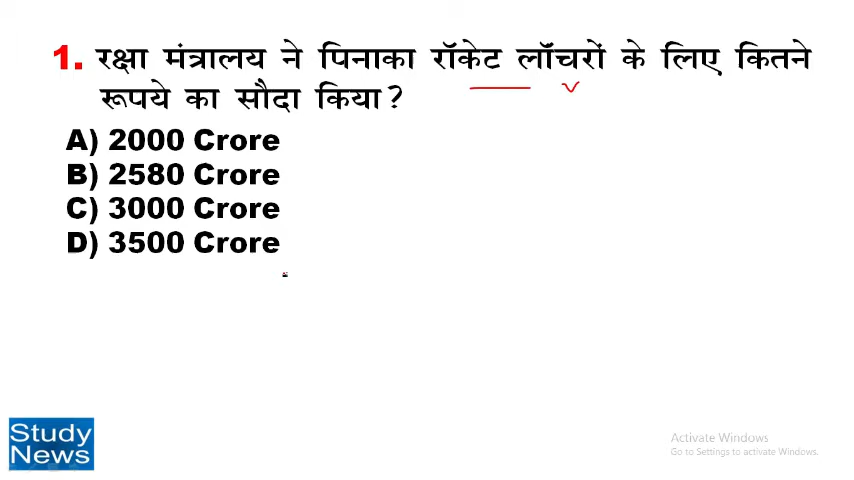 1. रक्षा मंत्रालय ने पिनाका रॉकेट लॉंचरों के लिए कितने
रूपये का सौदा किया?
A) 2000 Crore
B) 2580 Crore
C) 3000 Crore
D) 3500 Crore
Study
News
Activate Windows
Go to Settings to activate Windows.